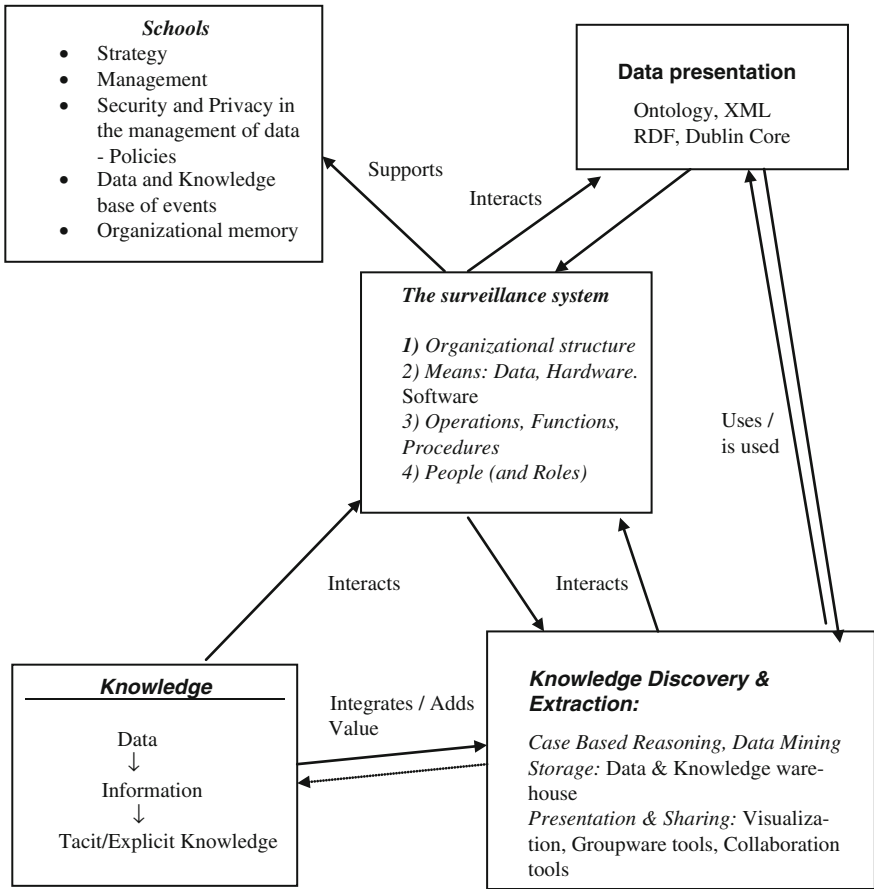 Schools
• Strategy
• Management
• Security and Privacy in
the management of data
- Policies
• Data and Knowledge
base of events
• Organizational memory
Data presentation
Ontology, XML
RDF, Dublin Core
Supports
Interacts
The surveillance system
1) Organizational structure
2) Means: Data, Hardware.
Software
3) Operations, Functions,
Procedures
4) People (and Roles)
Uses /
is used
Interacts
Interacts
Knowledge
Data
↓
Information
↓
Tacit/Explicit Knowledge
Integrates / Adds
Value
Knowledge Discovery &
Extraction:
Case Based Reasoning, Data Mining
Storage: Data & Knowledge ware-
house
Presentation & Sharing: Visualiza-
tion, Groupware tools, Collaboration
tools